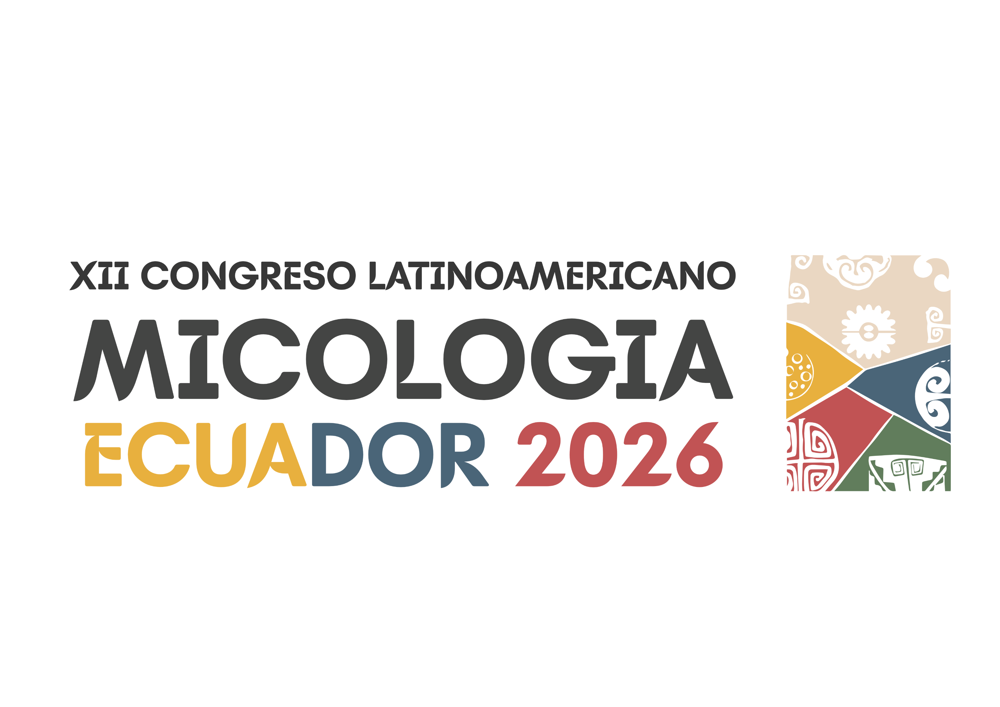 XII CONGRESO LATINOAMERICANO
MICOLOGIA
ECUADOR 2026